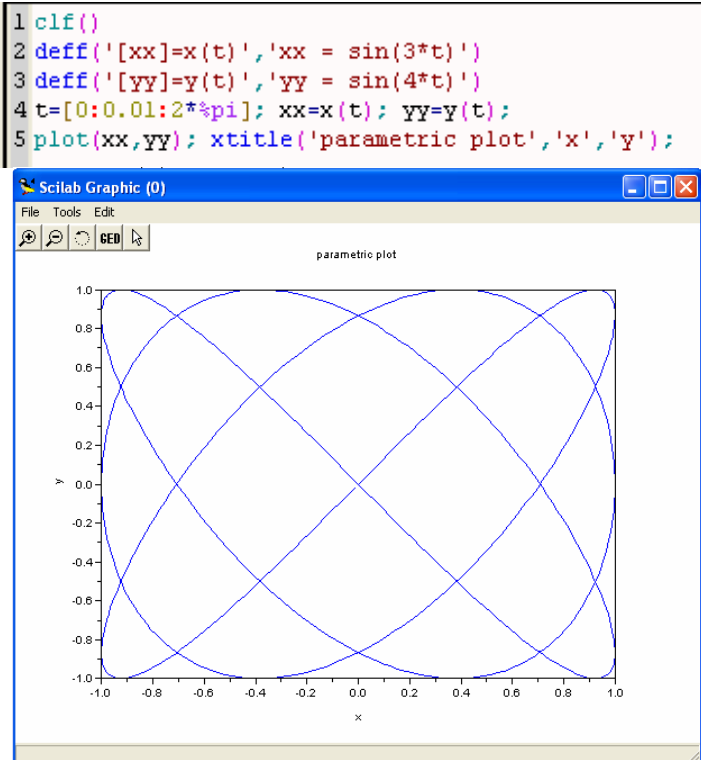 1 clf()
2 deff('[xx]=x(t)','xx = sin(3*t)')
3 deff('[yy]=y(t)','yy = sin(4*t)')
4 t=[0:0.01:2*%pi]; xx=x(t); yy=y(t);
5 plot(xx,yy); xtitle('parametric plot','x','y');
Scilab Graphic (0)
File Tools Edit
GED
parametric plot
1.0
0.8
0.6
0.4
0.2
y
0.0
-0.2
-0.4
-0.6
-0.8
-1.0
-1.0 -0.8 -0.6 -0.4 -0.2 0.0 0.2 0.4 0.6 0.8 1.0
x